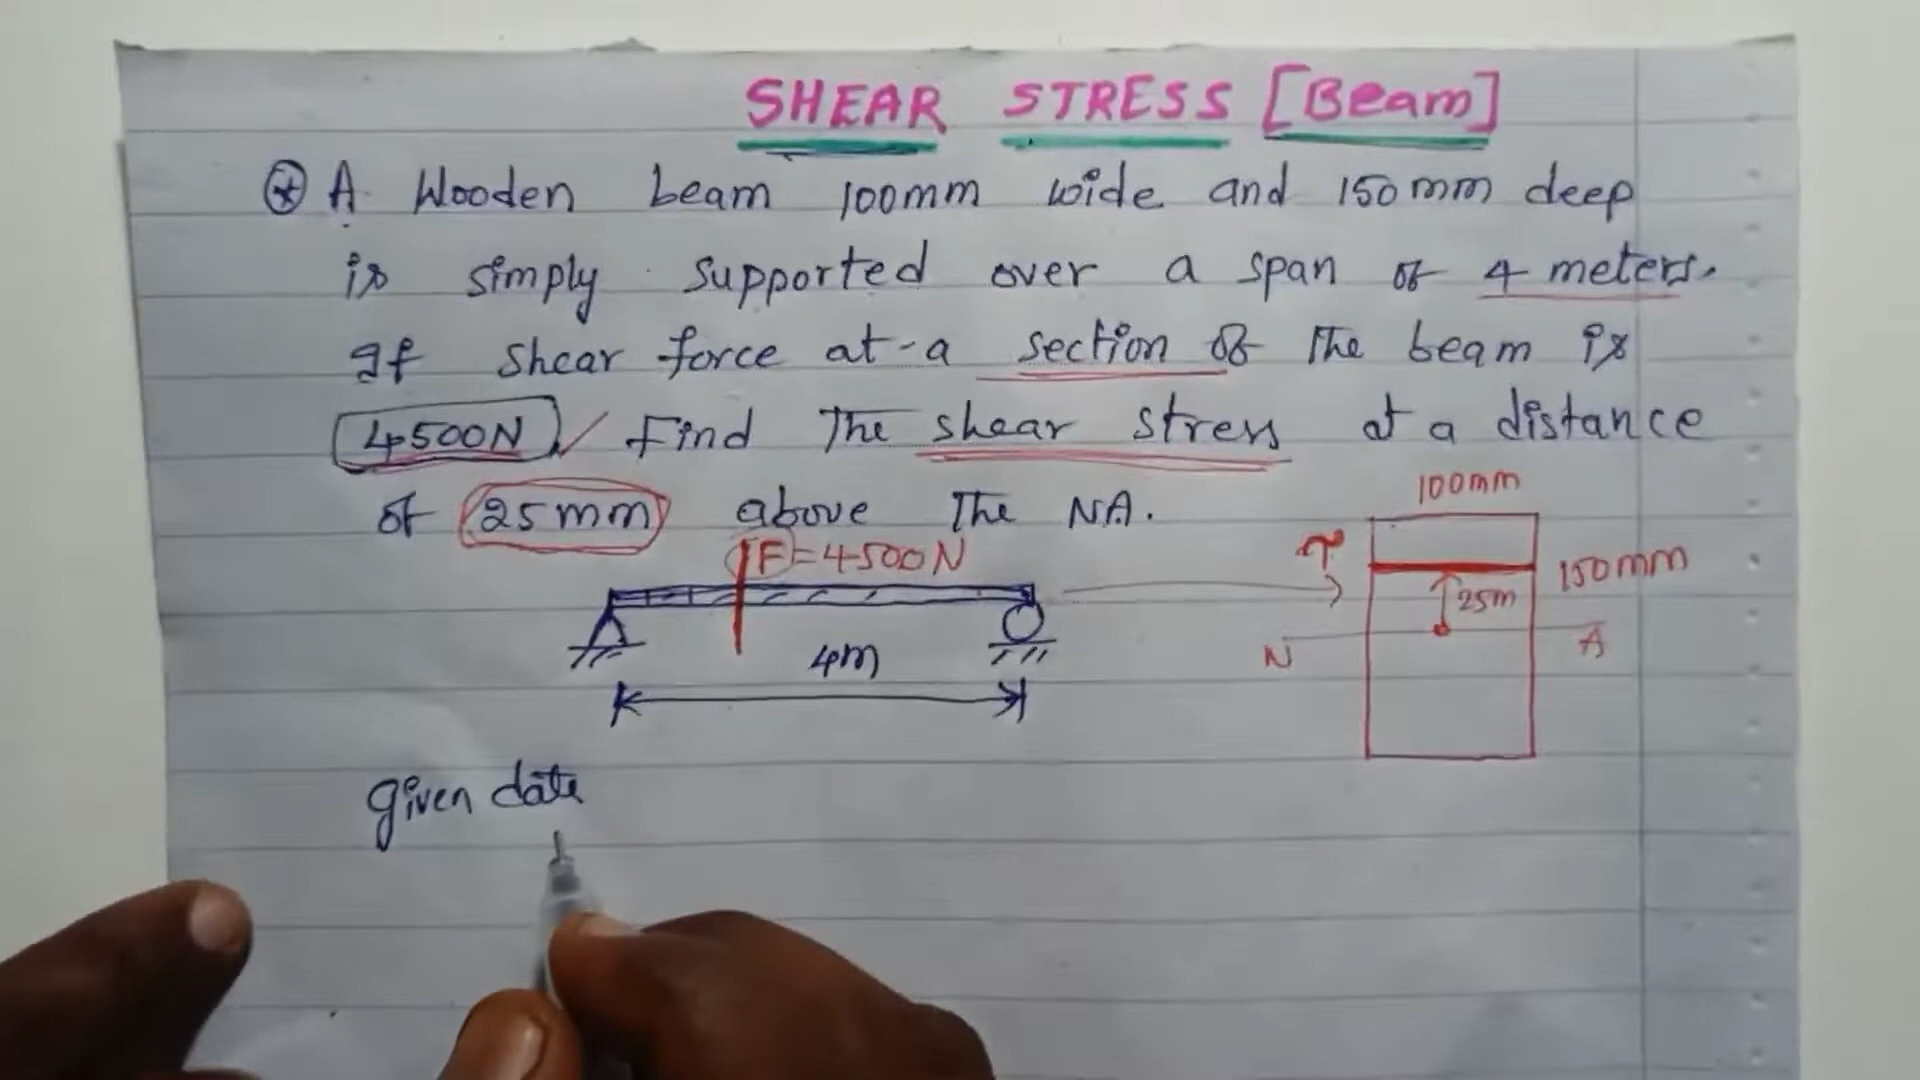 SHEAR STRESS [Beam]
A Wooden beam 100mm wide and 150mm deep
is simply supported over a span of 4 meters.
If shear force at a section of The beam is
4500N Find The shear stress at a distance
of 25mm above The NA.
100mm
F=4500N
τ
150mm
25m
N
A
4m
given date